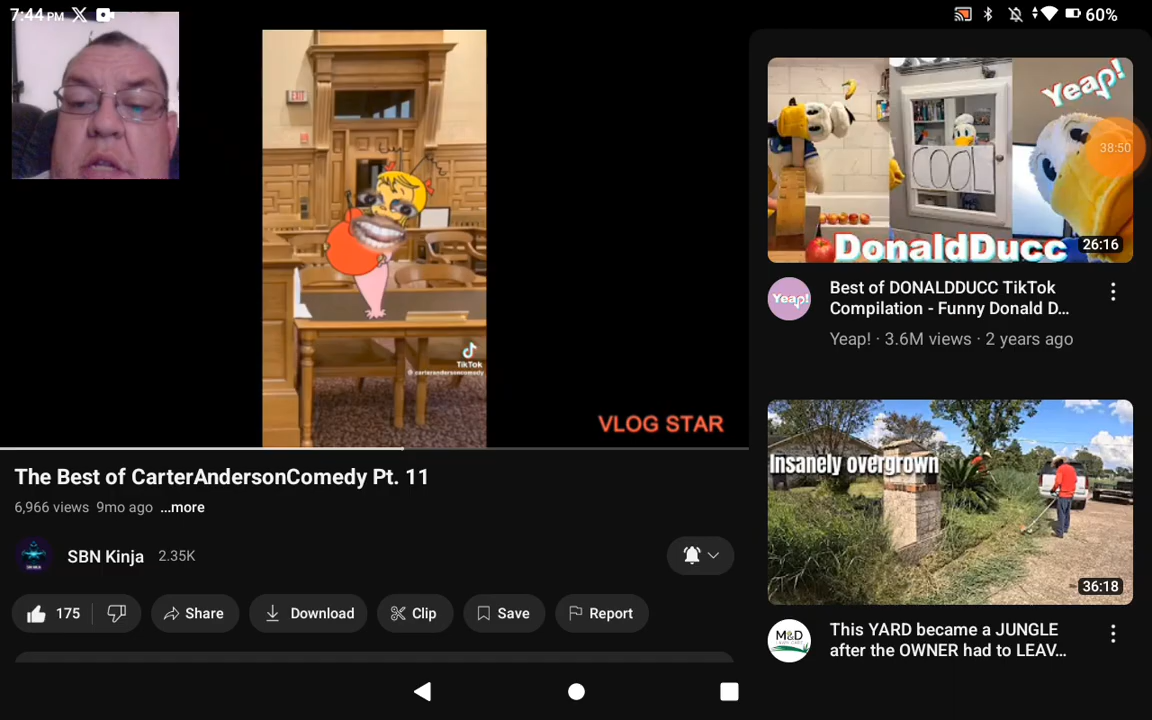 7:44 PM
60%
EXIT
TikTok
@carterandersoncomedy
VLOG STAR
The Best of CarterAndersonComedy Pt. 11
6,966 views 9mo ago ...more
SBN Kinja 2.35K
175
Share
Download
Clip
Save
Report
Yeap!
38:50
COOL
DonaldDucc
26:16
Yeap!
Best of DONALDDUCC TikTok
Compilation - Funny Donald D...
Yeap! · 3.6M views · 2 years ago
Insanely overgrown
36:18
M&D
This YARD became a JUNGLE
after the OWNER had to LEAV...